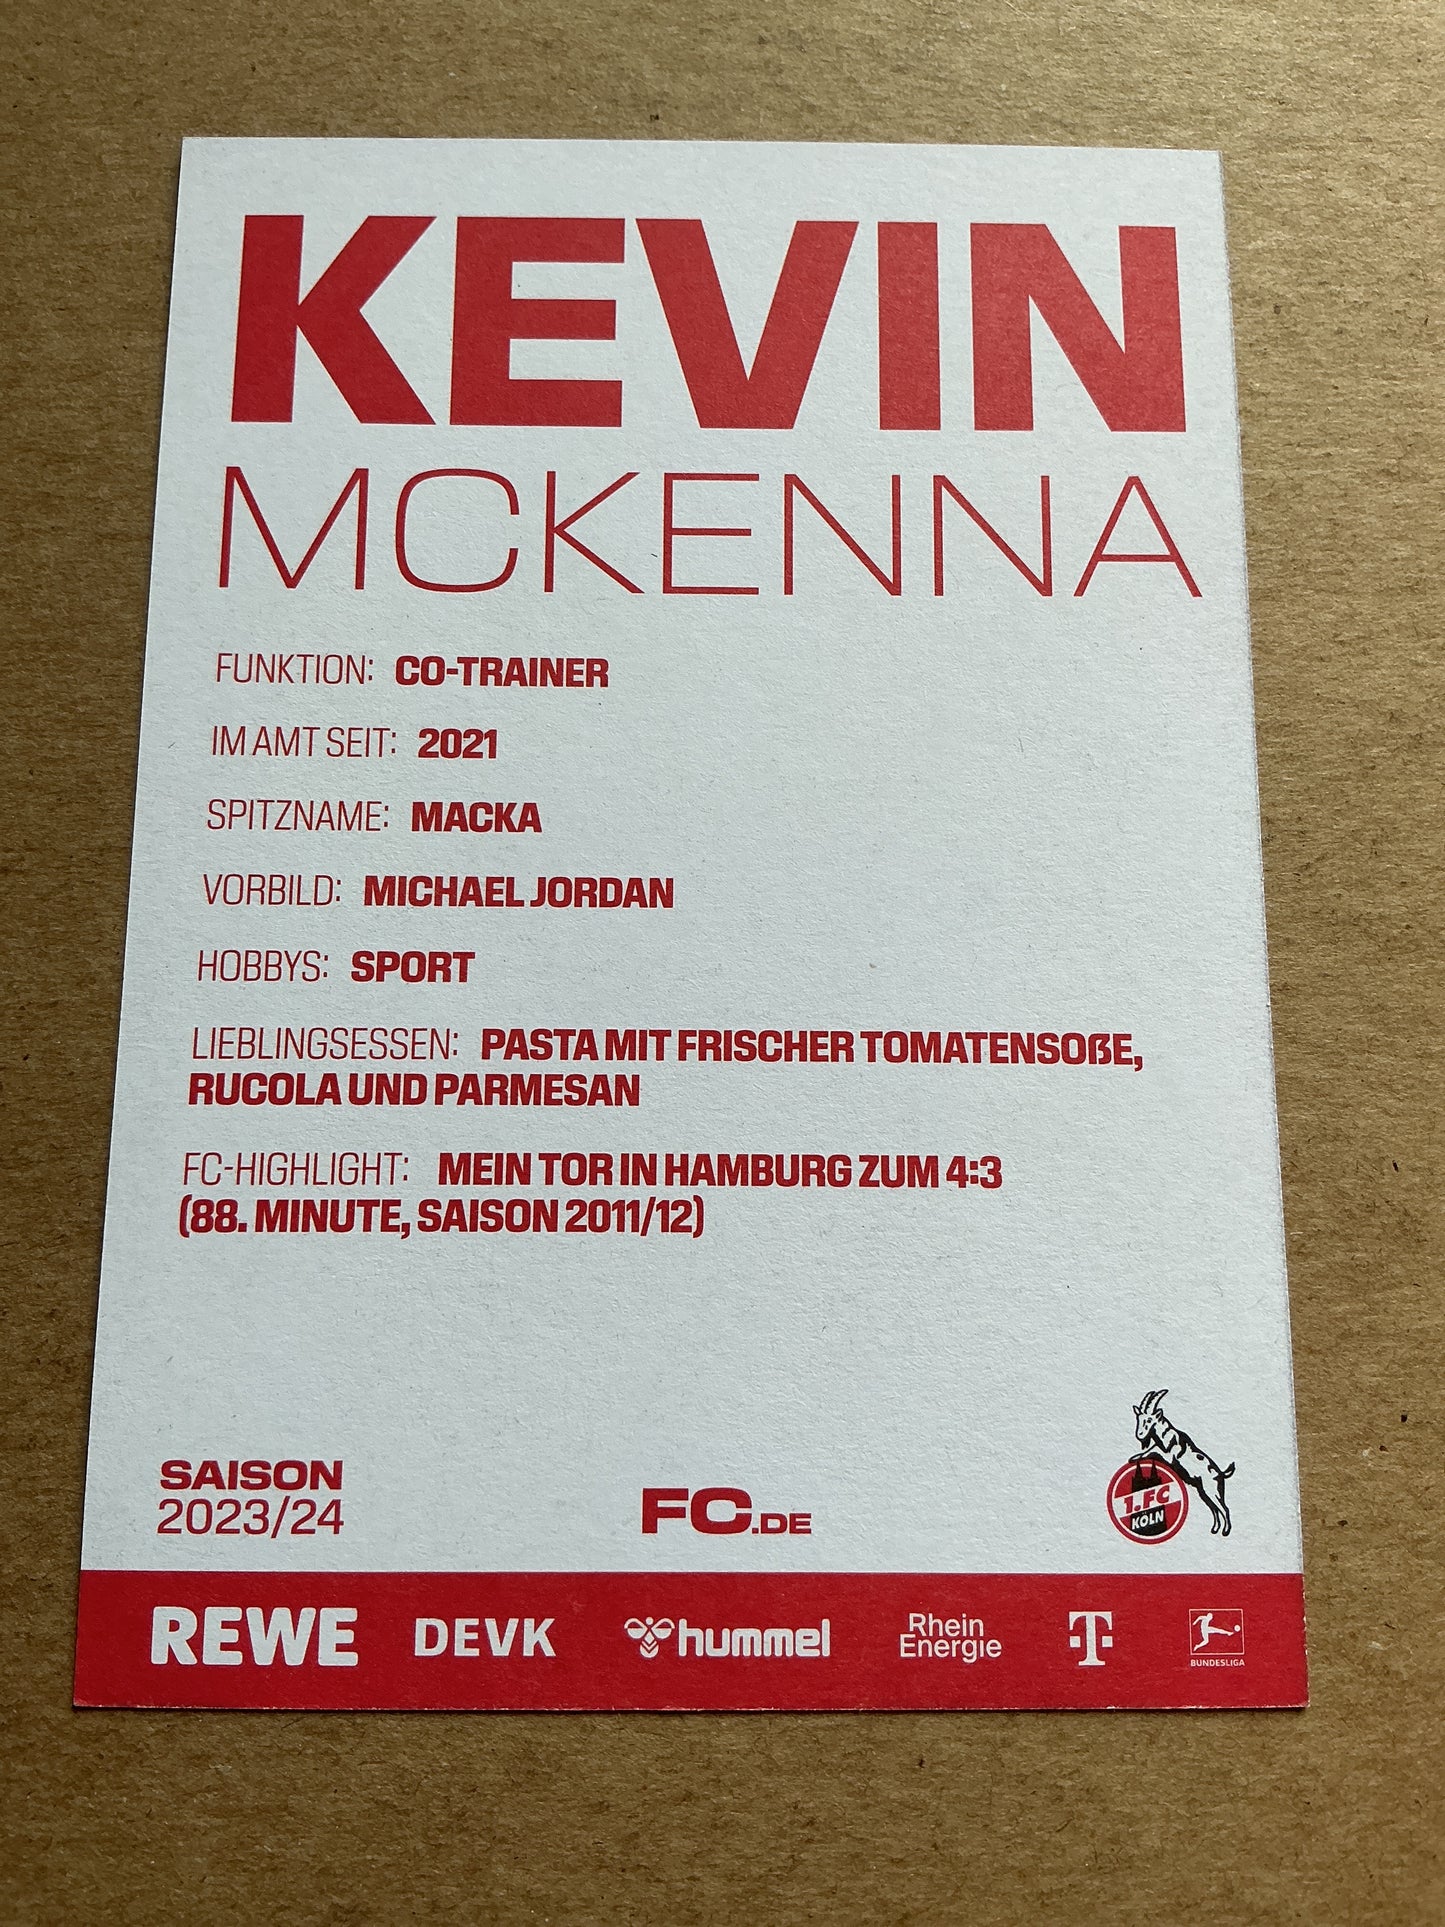 KEVIN
MCKENNA
FUNKTION: CO-TRAINER
IM AMT SEIT: 2021
SPITZNAME: MACKA
VORBILD: MICHAEL JORDAN
HOBBYS: SPORT
LIEBLINGSESSEN: PASTA MIT FRISCHER TOMATENSOßE,
RUCOLA UND PARMESAN
FC-HIGHLIGHT: MEIN TOR IN HAMBURG ZUM 4:3
(88. MINUTE, SAISON 2011/12)
SAISON
2023/24
FC.DE
1.FC
KÖLN
REWE DEVK hummel Rhein
Energie T BUNDESLIGA